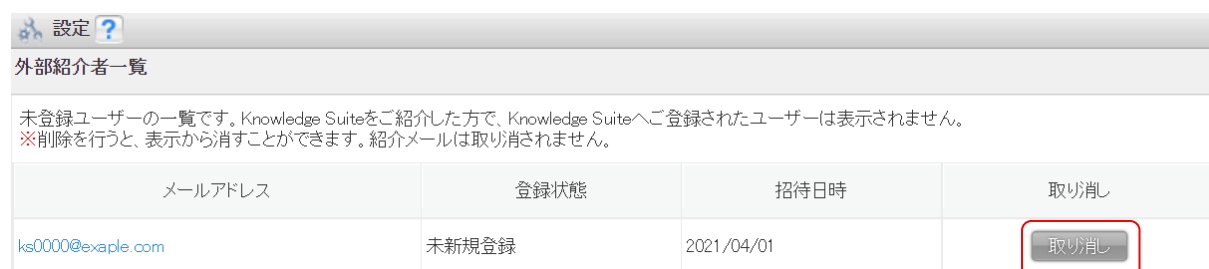 設定 ?
外部紹介者一覧
未登録ユーザーの一覧です。Knowledge Suiteをご紹介した方で、Knowledge Suiteへご登録されたユーザーは表示されません。
※削除を行うと、表示から消すことができます。紹介メールは取り消されません。
メールアドレス 登録状態 招待日時 取り消し
ks0000@exaple.com 未新規登録 2021/04/01 取り消し